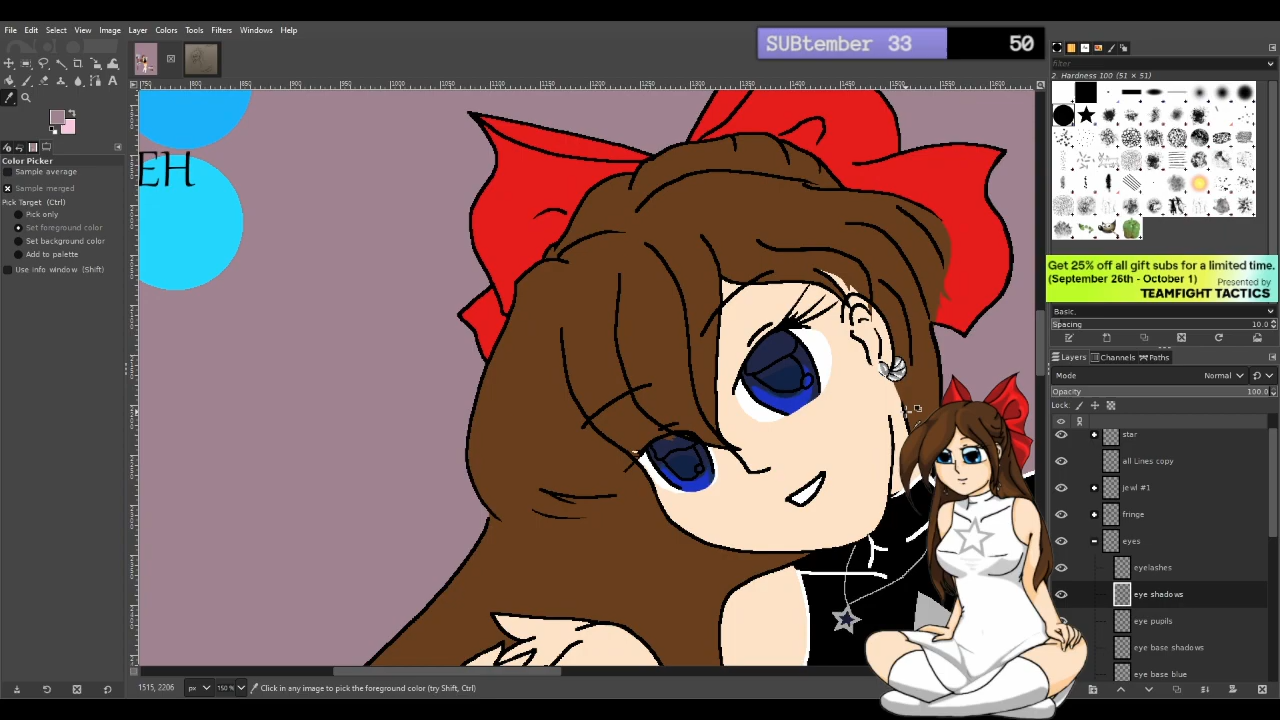 SUBtember 33
50
File Edit Select View Image Layer Colors Tools Filters Windows Help
filter
2. Hardness 100 (51 × 51)
EH
Color Picker
Sample average
Sample merged
Pick Target (Ctrl)
Pick only
Set foreground color
Set background color
Add to palette
Use info window (Shift)
Get 25% off all gift subs for a limited time.
(September 26th - October 1)
Presented by
TEAMFIGHT TACTICS
Basic,
Spacing 10.0
Layers Channels Paths
Mode Normal
Opacity 100.0
Lock:
star
all Lines copy
jewl #1
fringe
eyes
eyelashes
eye shadows
eye pupils
eye base shadows
eye base blue
1515, 2206 px 150 % Click in any image to pick the foreground color (try Shift, Ctrl)